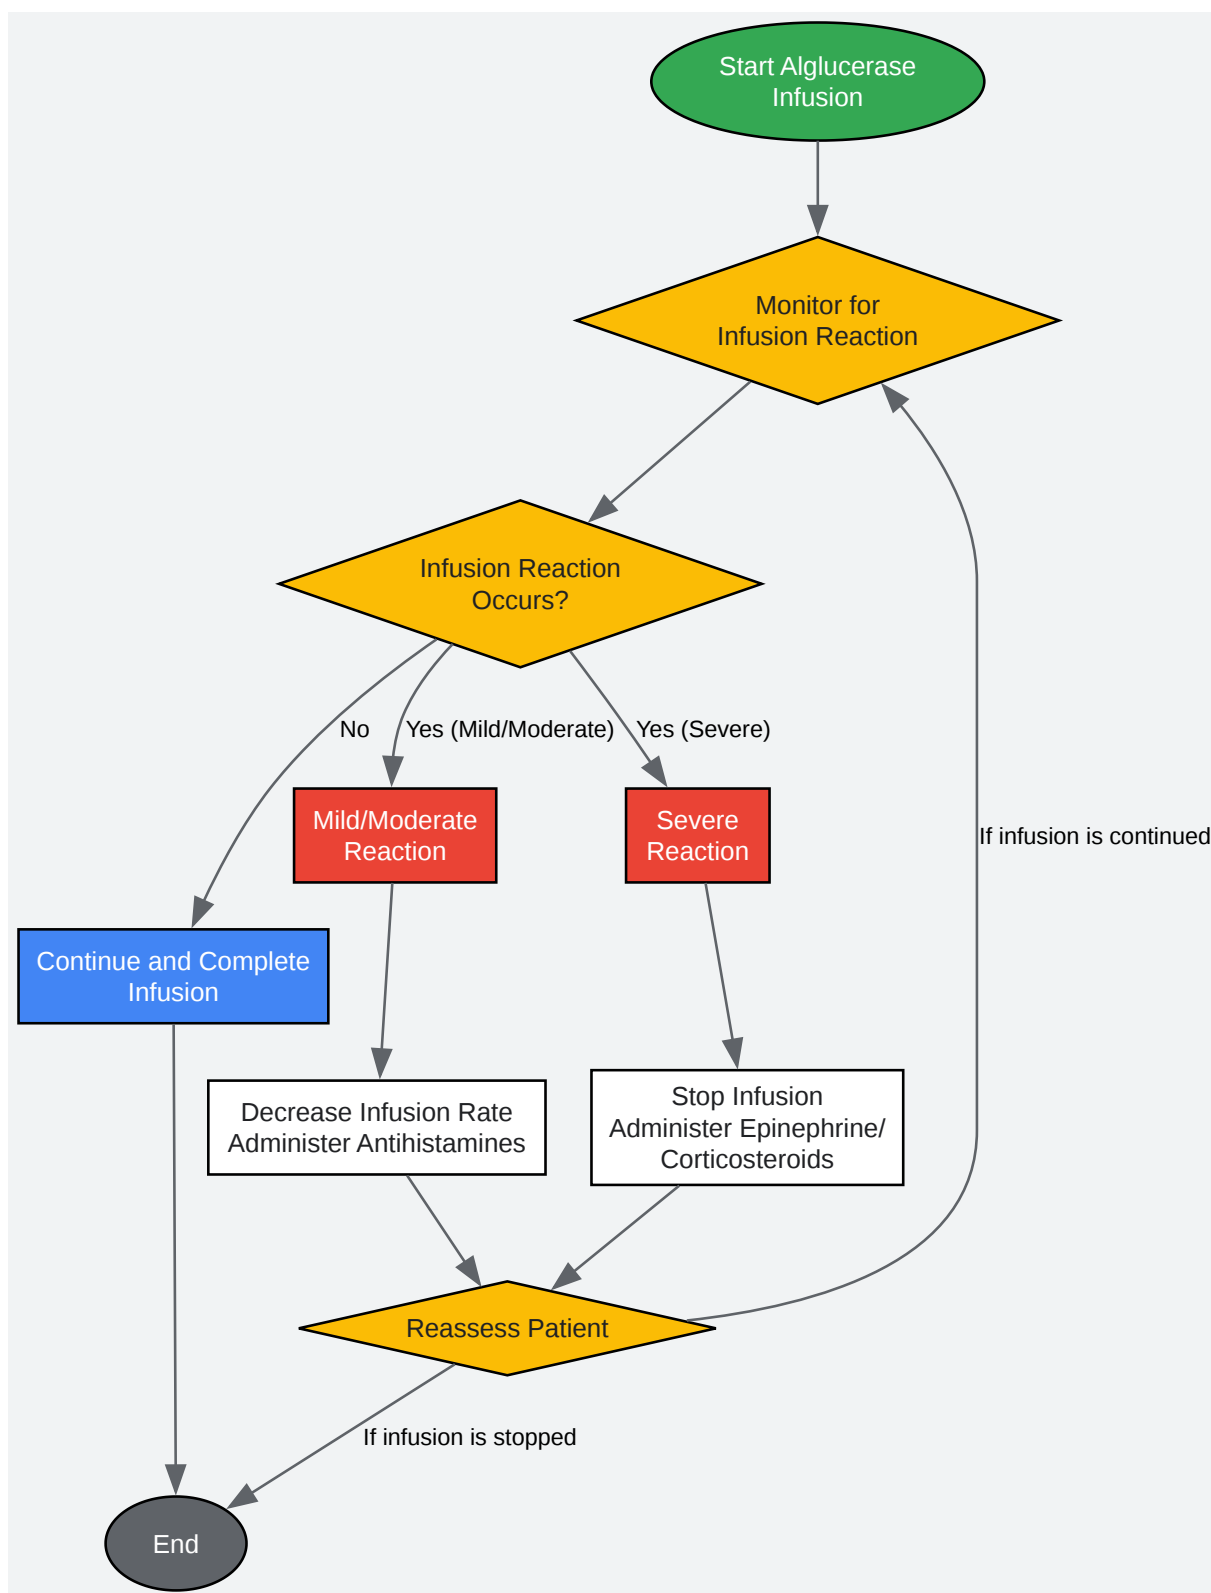 Start Alglucerase
Infusion
Monitor for
Infusion Reaction
Infusion Reaction
Occurs?
No
Yes (Mild/Moderate)
Yes (Severe)
Mild/Moderate
Reaction
Severe
Reaction
If infusion is continued
Continue and Complete
Infusion
Decrease Infusion Rate
Administer Antihistamines
Stop Infusion
Administer Epinephrine/
Corticosteroids
Reassess Patient
If infusion is stopped
End